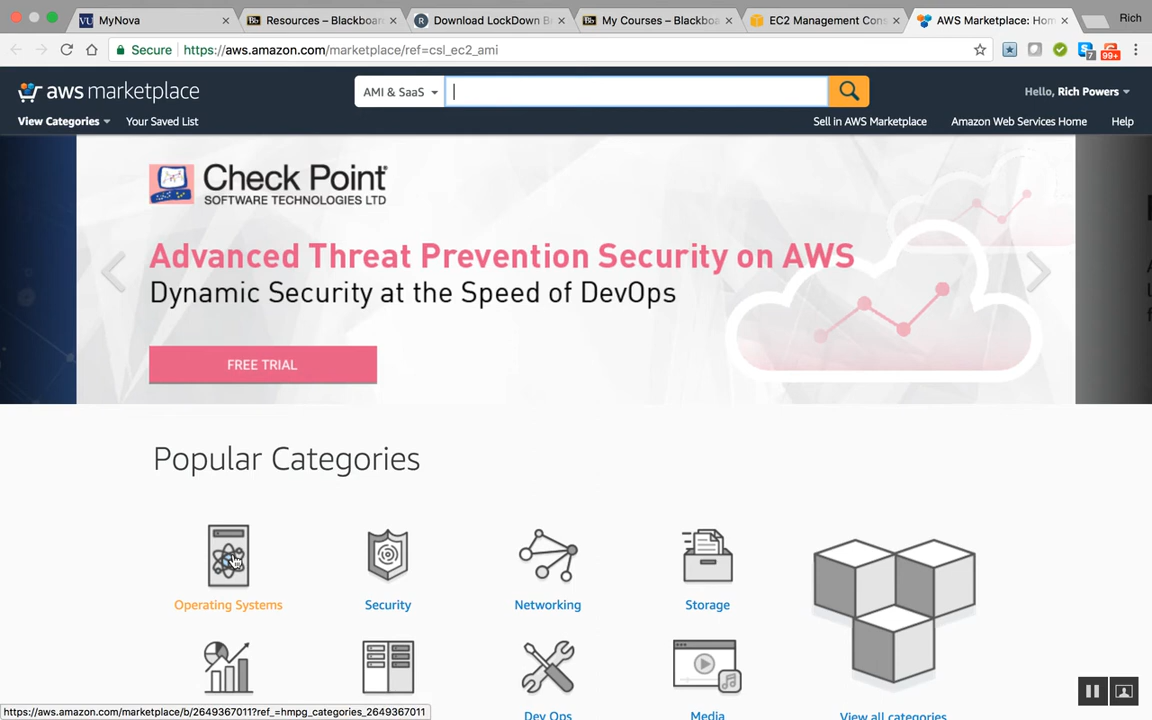 MyNova
Resources – Blackboar
Download LockDown B
My Courses – Blackboa
EC2 Management Cons
AWS Marketplace: Hom
Rich
Secure
https://aws.amazon.com/marketplace/ref=csl_ec2_ami
7
99+
aws marketplace
AMI & SaaS
Hello, Rich Powers
View Categories
Your Saved List
Sell in AWS Marketplace
Amazon Web Services Home
Help
Check Point
SOFTWARE TECHNOLOGIES LTD
Advanced Threat Prevention Security on AWS
Dynamic Security at the Speed of DevOps
FREE TRIAL
Popular Categories
Operating Systems
Security
Networking
Storage
Dev Ops
Media
View all categories
https://aws.amazon.com/marketplace/b/2649367011?ref_=hmpg_categories_2649367011